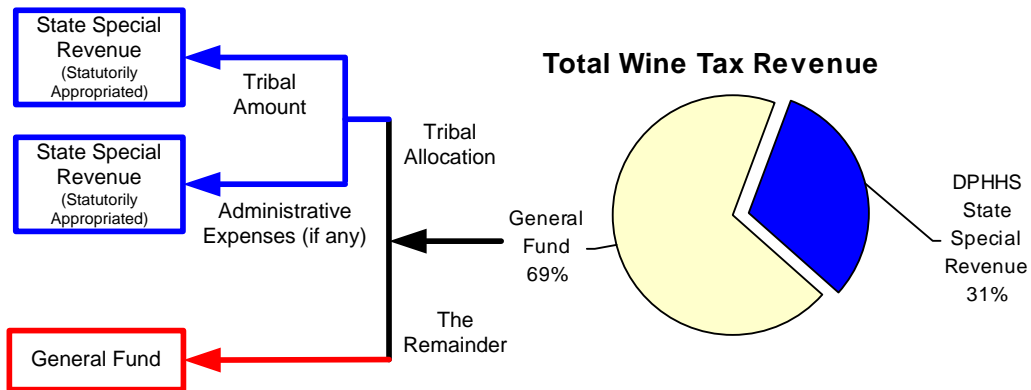 State Special
Revenue
(Statutorily
Appropriated)
Tribal
Amount
State Special
Revenue
(Statutorily
Appropriated)
Administrative
Expenses (if any)
Tribal
Allocation
The
Remainder
General Fund
Total Wine Tax Revenue
General
Fund
69%
DPHHS
State
Special
Revenue
31%